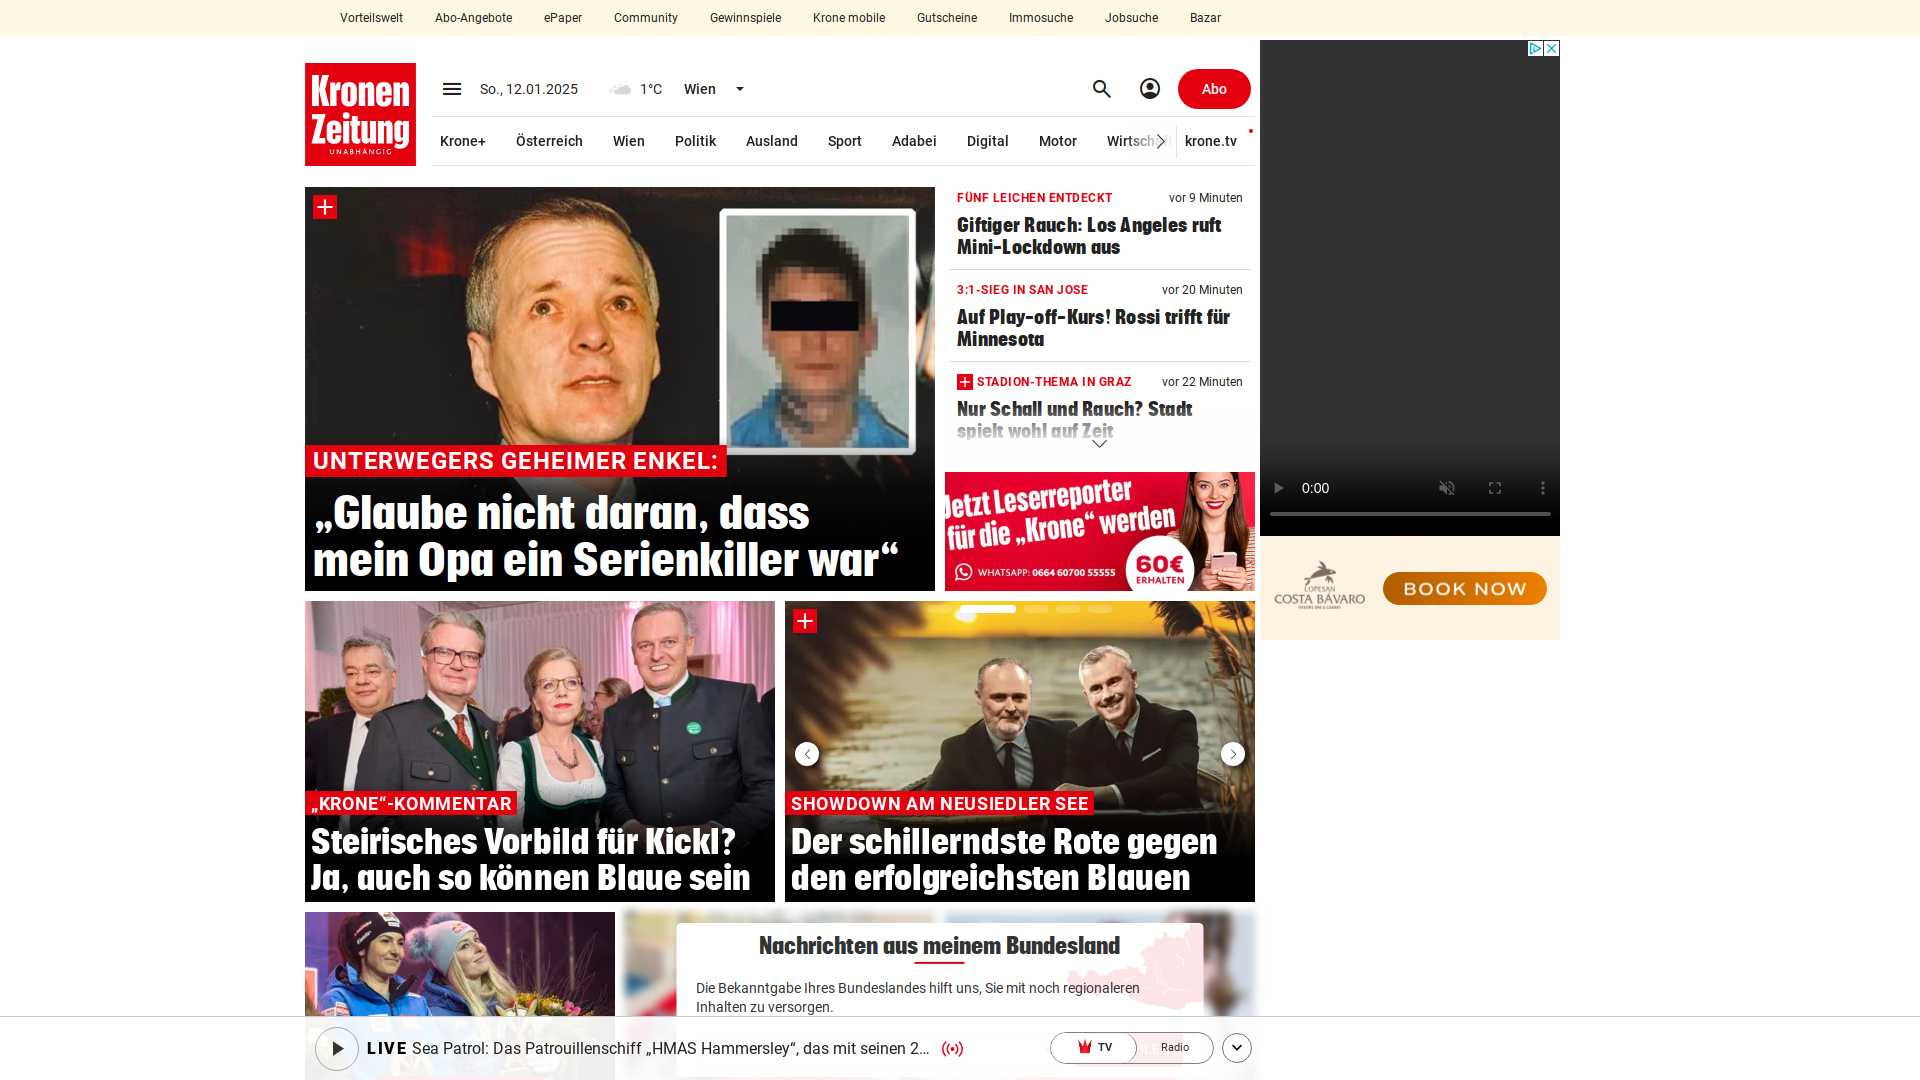 Vorteilswelt Abo-Angebote ePaper Community Gewinnspiele Krone mobile Gutscheine Immosuche Jobsuche Bazar
Kronen
Zeitung
UNABHÄNGIG
So., 12.01.2025 1°C Wien Abo
Krone+ Österreich Wien Politik Ausland Sport Adabei Digital Motor krone.tv
UNTERWEGERS GEHEIMER ENKEL:
„Glaube nicht daran, dass
mein Opa ein Serienkiller war“
FÜNF LEICHEN ENTDECKT vor 9 Minuten
Giftiger Rauch: Los Angeles ruft
Mini-Lockdown aus
3:1-SIEG IN SAN JOSE vor 20 Minuten
Auf Play-off-Kurs! Rossi trifft für
Minnesota
STADION-THEMA IN GRAZ vor 22 Minuten
Nur Schall und Rauch? Stadt
spielt wohl auf Zeit
Jetzt Leserreporter
für die „Krone“ werden
WHATSAPP: 0664 60700 55555
60€
ERHALTEN
0:00
LOPESAN
COSTA BÁVARO
BOOK NOW
„KRONE“-KOMMENTAR
Steirisches Vorbild für Kickl?
Ja, auch so können Blaue sein
SHOWDOWN AM NEUSIEDLER SEE
Der schillerndste Rote gegen
den erfolgreichsten Blauen
Nachrichten aus meinem Bundesland
Die Bekanntgabe Ihres Bundeslandes hilft uns, Sie mit noch regionaleren
Inhalten zu versorgen.
LIVE Sea Patrol: Das Patrouillenschiff „HMAS Hammersley“, das mit seinen 2... TV Radio